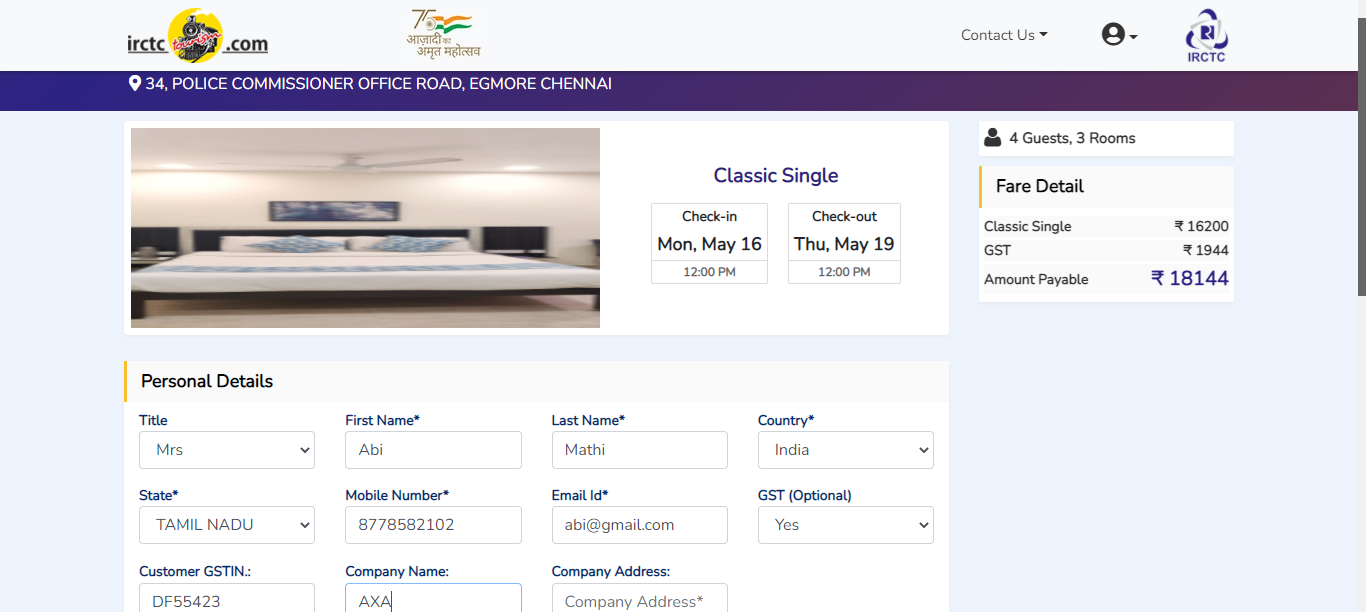 irctc tourism .com
75
आज़ादी का
अमृत महोत्सव
Contact Us
IRCTC
34, POLICE COMMISSIONER OFFICE ROAD, EGMORE CHENNAI
Classic Single
Check-in
Mon, May 16
12:00 PM
Check-out
Thu, May 19
12:00 PM
4 Guests, 3 Rooms
Fare Detail
Classic Single ₹ 16200
GST ₹ 1944
Amount Payable ₹ 18144
Personal Details
Title First Name* Last Name* Country*
Mrs Abi Mathi India
State* Mobile Number* Email Id* GST (Optional)
TAMIL NADU 8778582102 abi@gmail.com Yes
Customer GSTIN.: Company Name: Company Address:
DF55423 AXA Company Address*